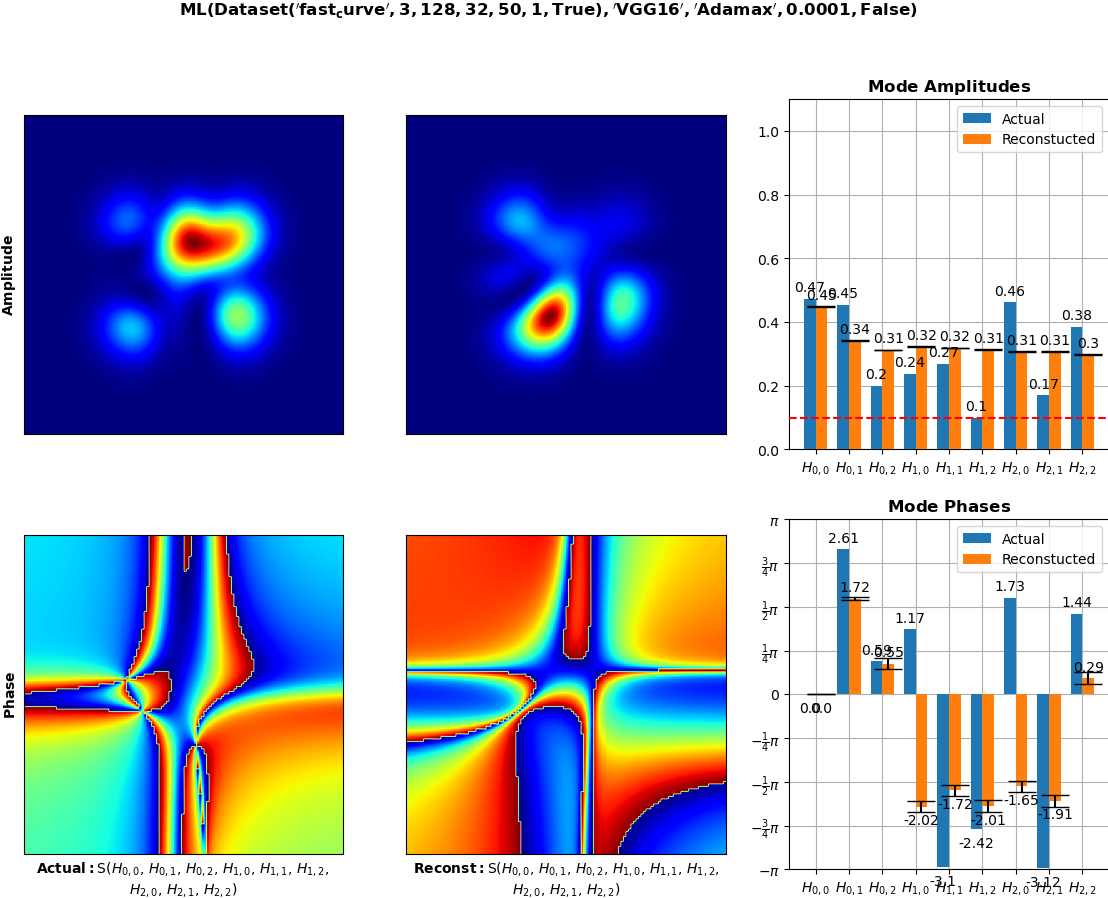 ML(Dataset('fast_curve', 3, 128, 32, 50, 1, True), 'VGG16', 'Adamax', 0.0001, False)
Amplitude
Mode Amplitudes
Actual
Reconstucted
1.0
0.8
0.6
0.4
0.2
0.0
0.47
0.45
0.45
0.34
0.2
0.31
0.24
0.32
0.27
0.32
0.1
0.31
0.46
0.31
0.17
0.31
0.38
0.3
H0,0 H0,1 H0,2 H1,0 H1,1 H1,2 H2,0 H2,1 H2,2
Phase
Actual: S(H0,0, H0,1, H0,2, H1,0, H1,1, H1,2,
H2,0, H2,1, H2,2)
Reconst: S(H0,0, H0,1, H0,2, H1,0, H1,1, H1,2,
H2,0, H2,1, H2,2)
Mode Phases
Actual
Reconstucted
π
3/4π
1/2π
1/4π
0
−1/4π
−1/2π
−3/4π
−π
0.0
0.0
2.61
1.72
0.59
0.55
1.17
-2.02
-3.1
-1.72
-2.42
-2.01
1.73
-1.65
-3.12
-1.91
1.44
0.29
H0,0 H0,1 H0,2 H1,0 H1,1 H1,2 H2,0 H2,1 H2,2